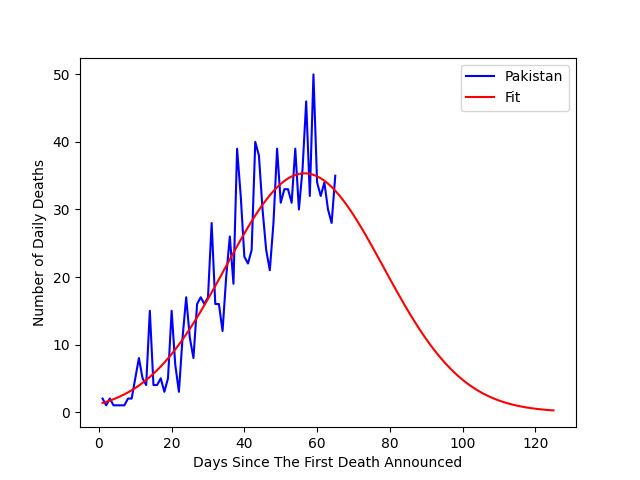 Pakistan
Fit
50
40
30
20
10
0
Number of Daily Deaths
0 20 40 60 80 100 120
Days Since The First Death Announced